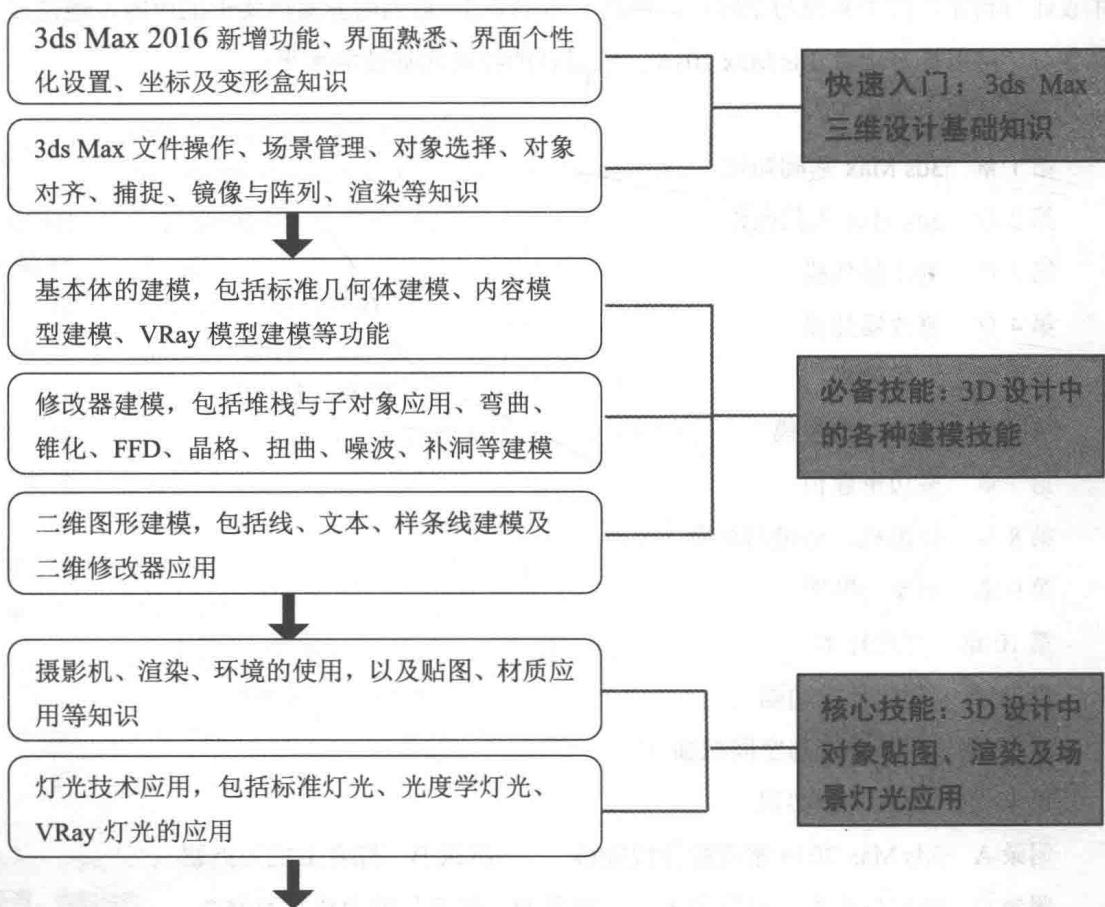 3ds Max 2016 新增功能、界面熟悉、界面个性
化设置、坐标及变形盒知识
快速入门：3ds Max
三维设计基础知识
3ds Max 文件操作、场景管理、对象选择、对象
对齐、捕捉、镜像与阵列、渲染等知识
基本体的建模，包括标准几何体建模、内容模
型建模、VRay 模型建模等功能
修改器建模，包括堆栈与子对象应用、弯曲、
锥化、FFD、晶格、扭曲、噪波、补洞等建模
必备技能：3D 设计中
的各种建模技能
二维图形建模，包括线、文本、样条线建模及
二维修改器应用
摄影机、渲染、环境的使用，以及贴图、材质应
用等知识
核心技能：3D 设计中
对象贴图、渲染及场
景灯光应用
灯光技术应用，包括标准灯光、光度学灯光、
VRay 灯光的应用